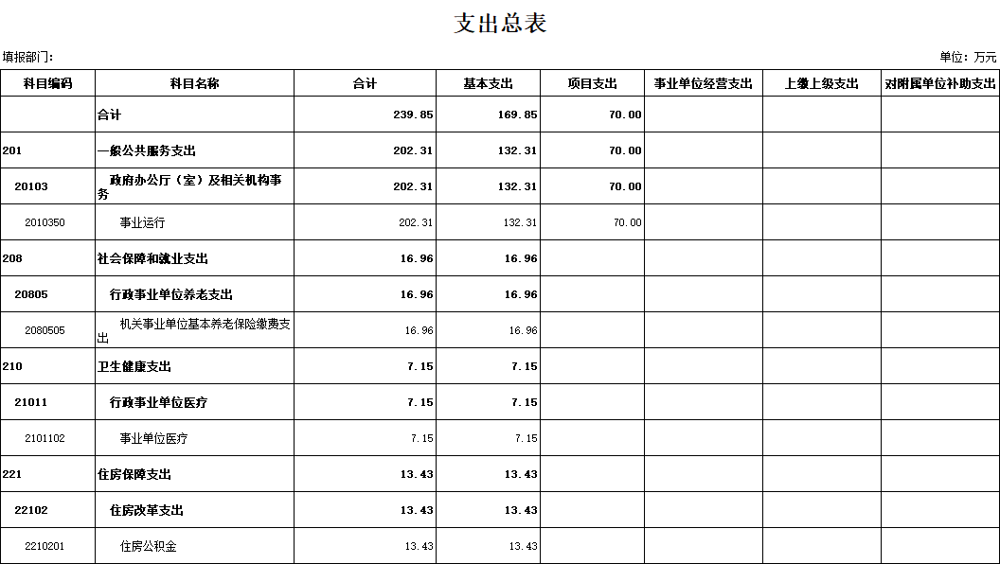 支出总表
填报部门： 单位：万元
科目编码 科目名称 合计 基本支出 项目支出 事业单位经营支出 上缴上级支出 对附属单位补助支出
合计 239.85 169.85 70.00
201 一般公共服务支出 202.31 132.31 70.00
20103 政府办公厅（室）及相关机构事
务 202.31 132.31 70.00
2010350 事业运行 202.31 132.31 70.00
208 社会保障和就业支出 16.96 16.96
20805 行政事业单位养老支出 16.96 16.96
2080505 机关事业单位基本养老保险缴费支
出 16.96 16.96
210 卫生健康支出 7.15 7.15
21011 行政事业单位医疗 7.15 7.15
2101102 事业单位医疗 7.15 7.15
221 住房保障支出 13.43 13.43
22102 住房改革支出 13.43 13.43
2210201 住房公积金 13.43 13.43